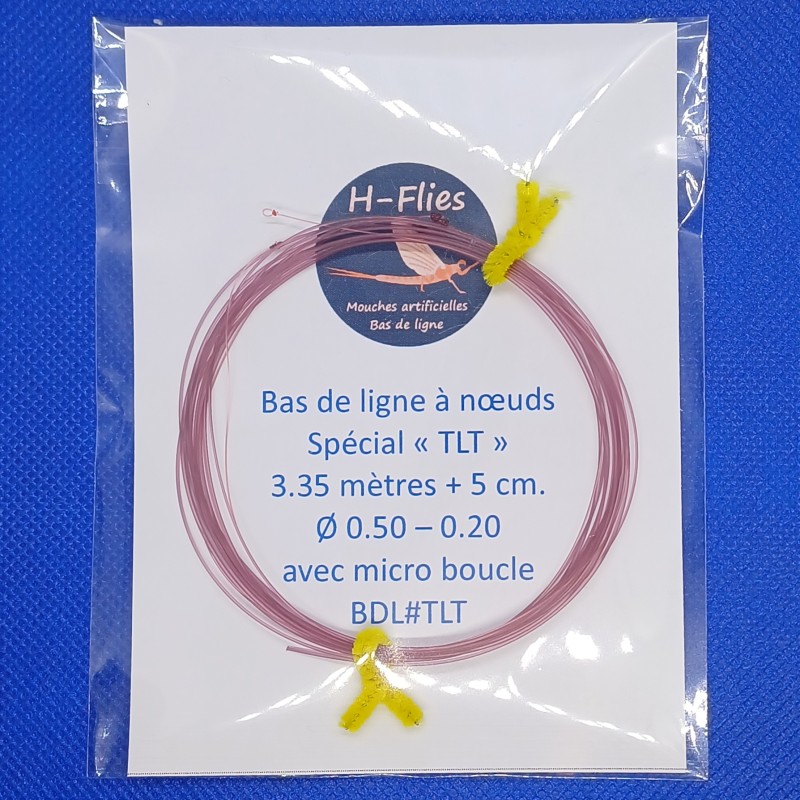 H-Flies
Mouches artificielles
Bas de ligne
Bas de ligne à nœuds
Spécial « TLT »
3.35 mètres + 5 cm.
Ø 0.50 – 0.20
avec micro boucle
BDL#TLT